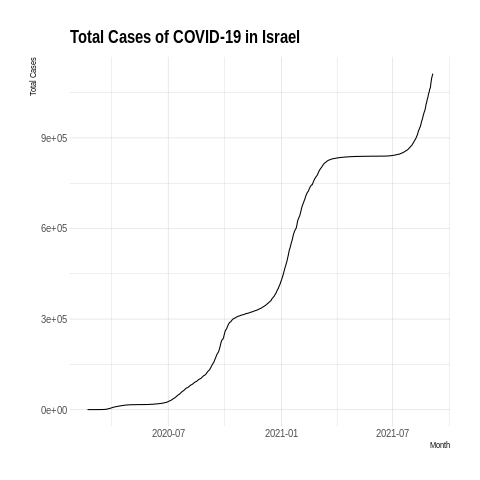 Total Cases of COVID-19 in Israel
Total Cases
9e+05
6e+05
3e+05
0e+00
2020-07 2021-01 2021-07
Month